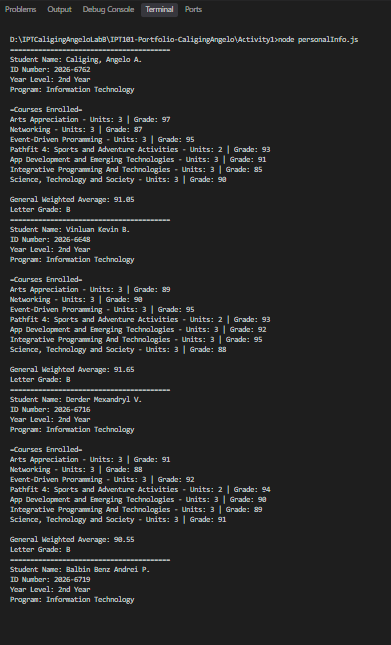 Problems Output Debug Console Terminal Ports
D:\IPTCaligingAngeloLabB\IPT101-Portfolio-CaligingAngelo\Activity1>node personalInfo.js
========================================
Student Name: Caliging, Angelo A.
ID Number: 2026-6762
Year Level: 2nd Year
Program: Information Technology
=Courses Enrolled=
Arts Appreciation - Units: 3 | Grade: 97
Networking - Units: 3 | Grade: 87
Event-Driven Proramming - Units: 3 | Grade: 95
Pathfit 4: Sports and Adventure Activities - Units: 2 | Grade: 93
App Development and Emerging Technologies - Units: 3 | Grade: 91
Integrative Programming And Technologies - Units: 3 | Grade: 85
Science, Technology and Society - Units: 3 | Grade: 90
General Weighted Average: 91.05
Letter Grade: B
========================================
Student Name: Vinluan Kevin B.
ID Number: 2026-6648
Year Level: 2nd Year
Program: Information Technology
=Courses Enrolled=
Arts Appreciation - Units: 3 | Grade: 89
Networking - Units: 3 | Grade: 90
Event-Driven Proramming - Units: 3 | Grade: 95
Pathfit 4: Sports and Adventure Activities - Units: 2 | Grade: 93
App Development and Emerging Technologies - Units: 3 | Grade: 92
Integrative Programming And Technologies - Units: 3 | Grade: 95
Science, Technology and Society - Units: 3 | Grade: 88
General Weighted Average: 91.65
Letter Grade: B
========================================
Student Name: Derder Mexandryl V.
ID Number: 2026-6716
Year Level: 2nd Year
Program: Information Technology
=Courses Enrolled=
Arts Appreciation - Units: 3 | Grade: 91
Networking - Units: 3 | Grade: 88
Event-Driven Proramming - Units: 3 | Grade: 92
Pathfit 4: Sports and Adventure Activities - Units: 2 | Grade: 94
App Development and Emerging Technologies - Units: 3 | Grade: 90
Integrative Programming And Technologies - Units: 3 | Grade: 89
Science, Technology and Society - Units: 3 | Grade: 91
General Weighted Average: 90.55
Letter Grade: B
========================================
Student Name: Balbin Benz Andrei P.
ID Number: 2026-6719
Year Level: 2nd Year
Program: Information Technology